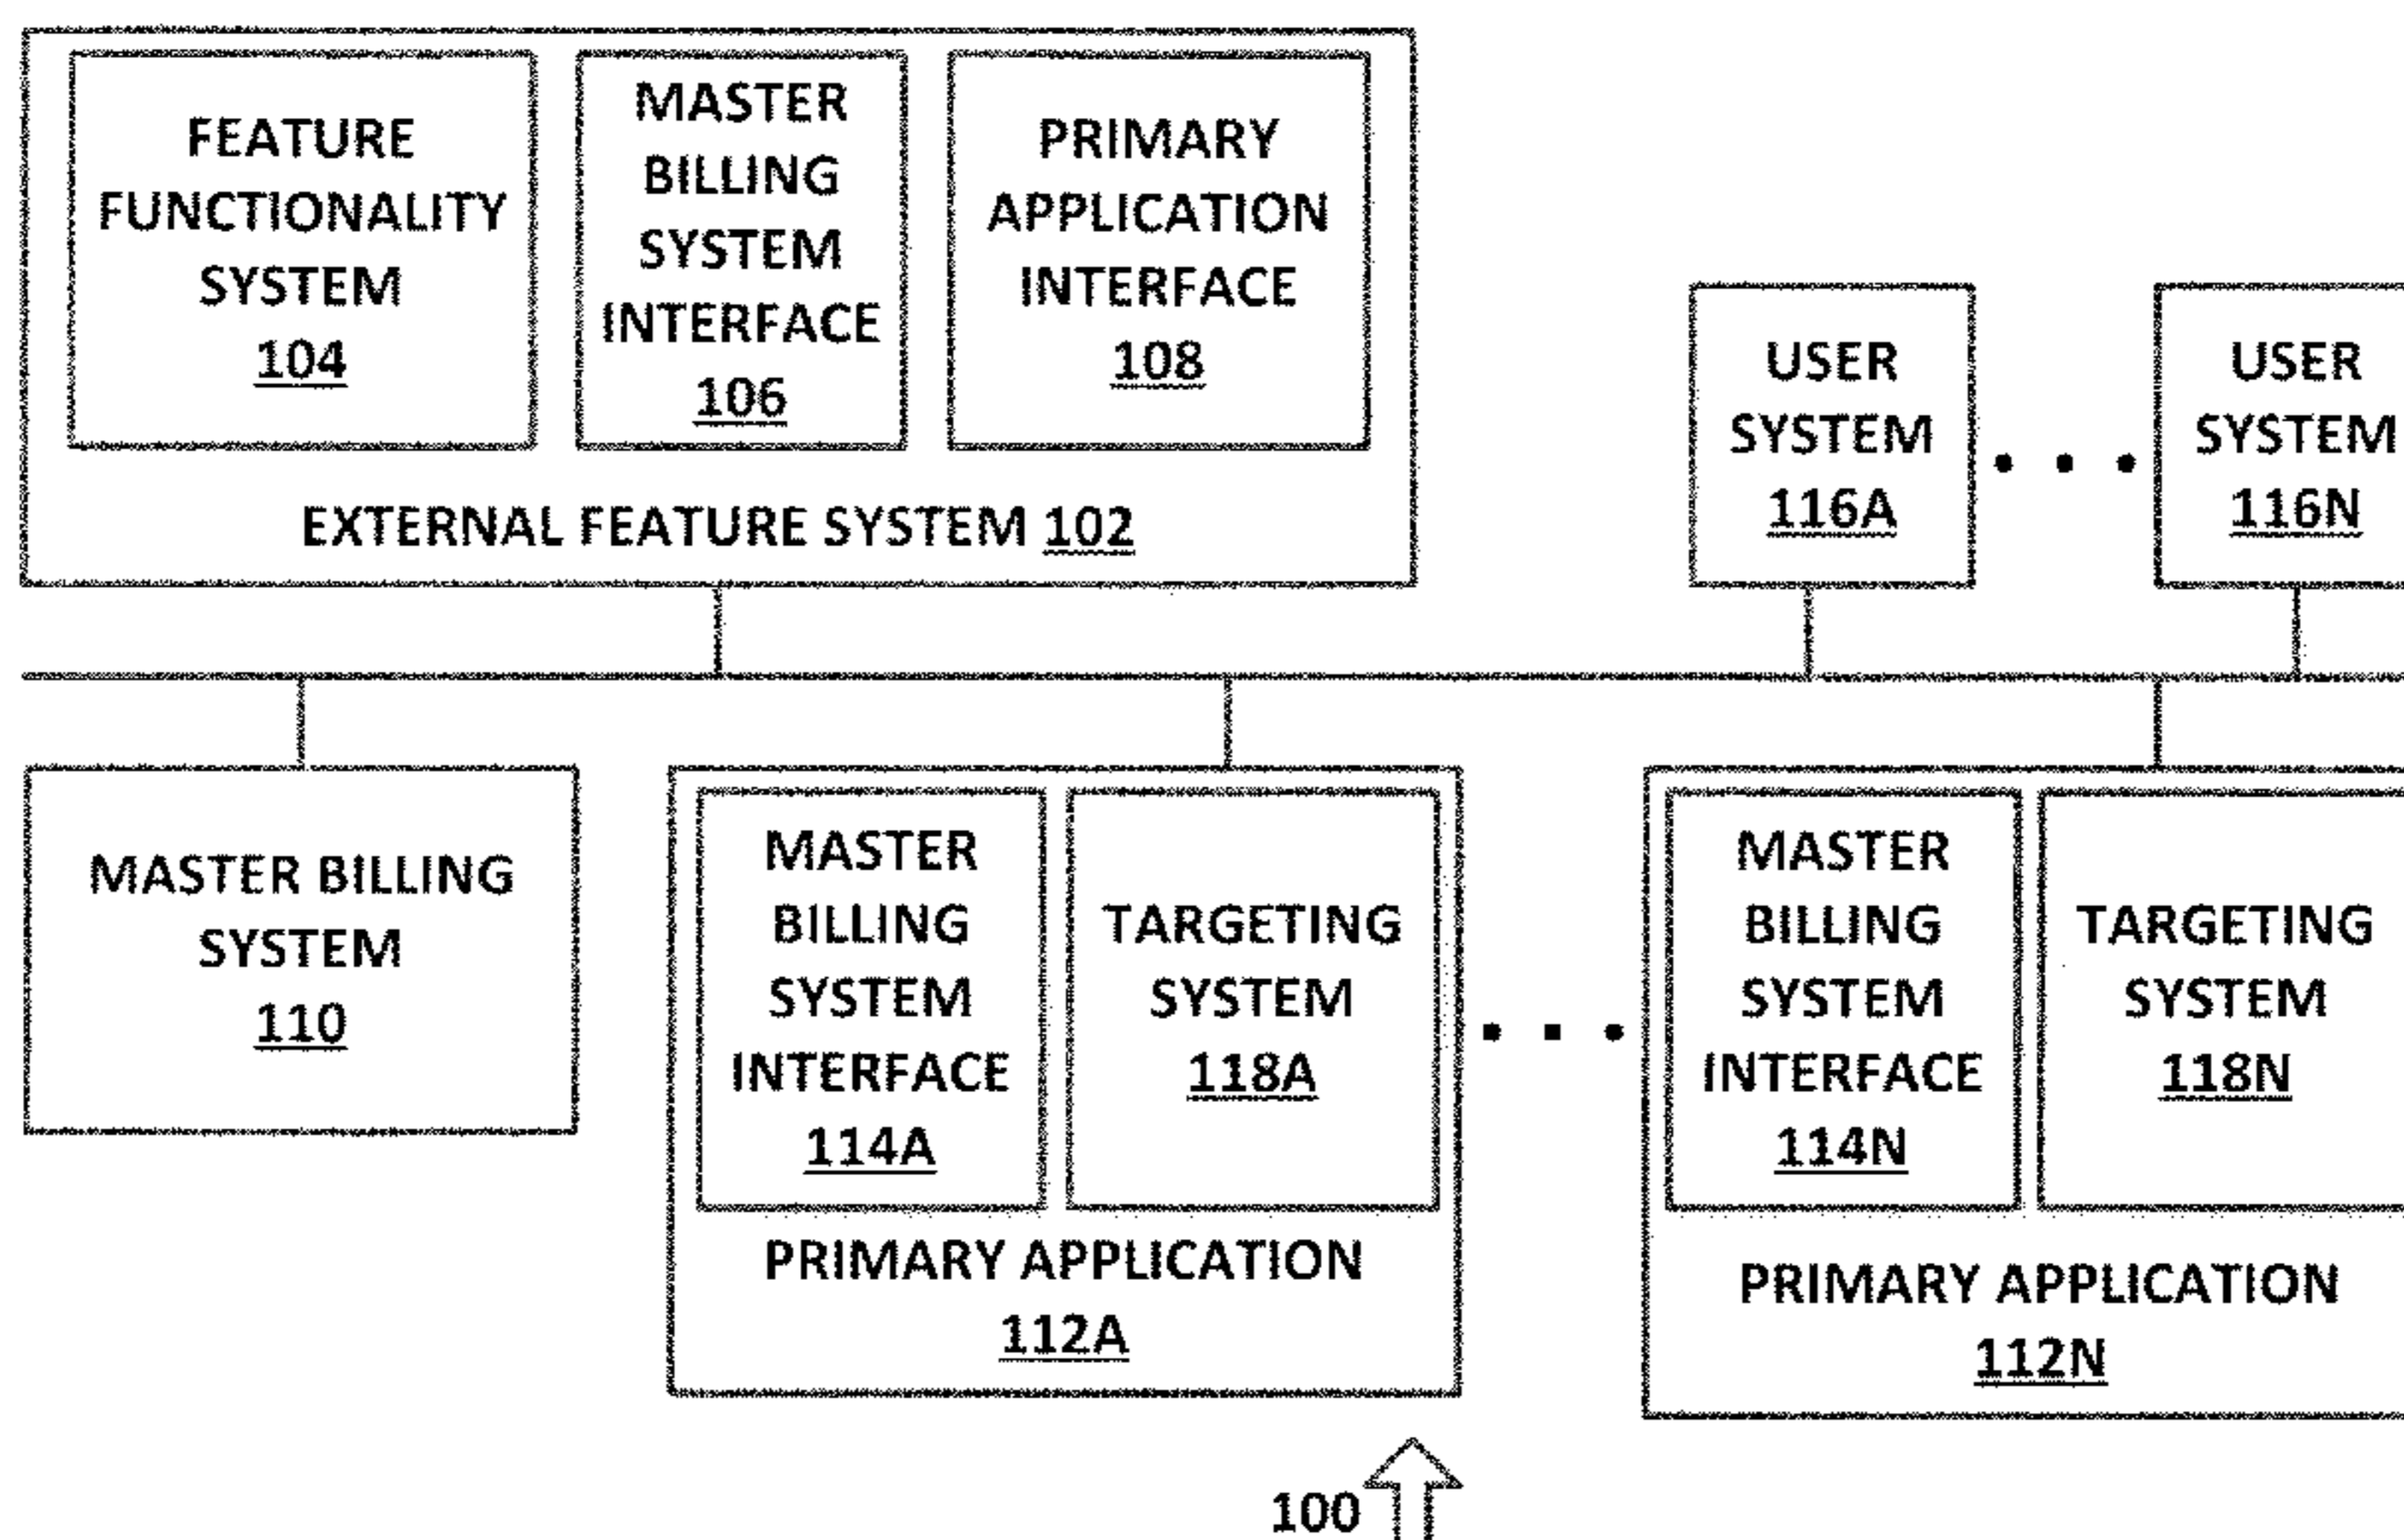 FEATURE
FUNCTIONALITY
SYSTEM
104
MASTER
BILLING
SYSTEM
INTERFACE
106
PRIMARY
APPLICATION
INTERFACE
108
EXTERNAL FEATURE SYSTEM 102
USER
SYSTEM
116A
USER
SYSTEM
116N
MASTER BILLING
SYSTEM
110
MASTER
BILLING
SYSTEM
INTERFACE
114A
TARGETING
SYSTEM
118A
PRIMARY APPLICATION
112A
MASTER
BILLING
SYSTEM
INTERFACE
114N
TARGETING
SYSTEM
118N
PRIMARY APPLICATION
112N
100